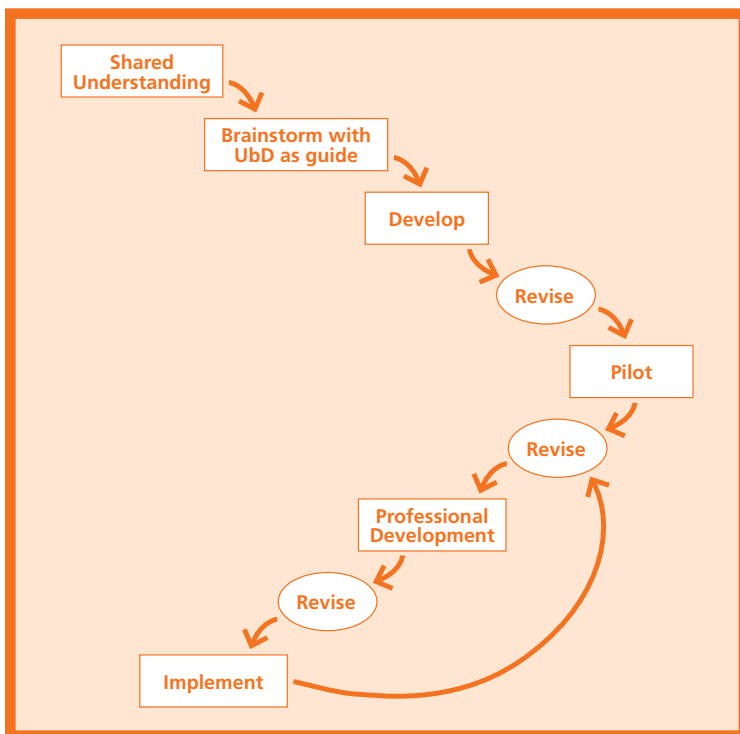 Shared
Understanding
Brainstorm with
UbD as guide
Develop
Revise
Pilot
Revise
Professional
Development
Revise
Implement